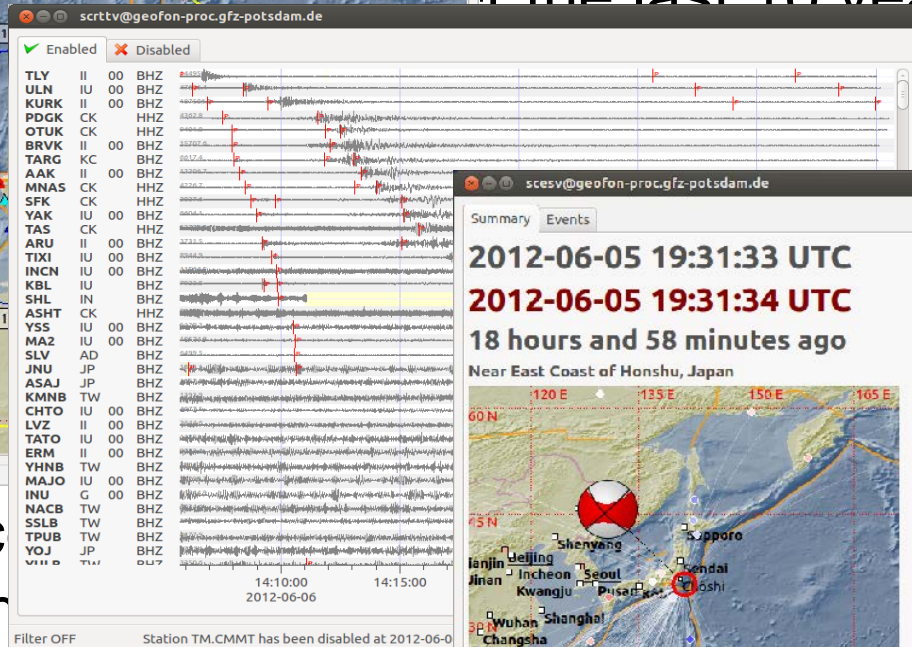 the last 10 ye
scrttv@geofon-proc.gfz-potsdam.de
Enabled Disabled
TLY II 00 BHZ
ULN IU 00 BHZ
KURK II 00 BHZ
PDGK CK HHZ
OTUK CK HHZ
BRVK II 00 BHZ
TARG KC BHZ
AAK II 00 BHZ
MNAS CK HHZ
SFK CK HHZ
YAK IU 00 BHZ
TAS CK HHZ
ARU II 00 BHZ
TIXI IU 00 BHZ
INCN IU 00 BHZ
KBL IU BHZ
SHL IN BHZ
ASHT CK HHZ
YSS IU 00 BHZ
MA2 IU 00 BHZ
SLV AD BHZ
JNU JP BHZ
ASAJ JP BHZ
KMNB TW BHZ
CHTO IU 00 BHZ
LVZ II 00 BHZ
TATO IU 00 BHZ
ERM II 00 BHZ
YHNB TW BHZ
MAJO IU 00 BHZ
INU G 00 BHZ
NACB TW BHZ
SSLB TW BHZ
TPUB TW BHZ
YOJ JP BHZ
YULB TW BHZ
14:10:00 14:15:00
2012-06-06
Filter OFF Station TM.CMMT has been disabled at 2012-06-0
scesv@geofon-proc.gfz-potsdam.de
Summary Events
2012-06-05 19:31:33 UTC
2012-06-05 19:31:34 UTC
18 hours and 58 minutes ago
Near East Coast of Honshu, Japan
120 E 135 E 150 E 165 E
60 N
45 N
Shenyang
Sapporo
Beijing
Sendai
Jinan Incheon Seoul
Choshi
Kwangju Pusan
30 N
Wuhan Shanghai
Changsha